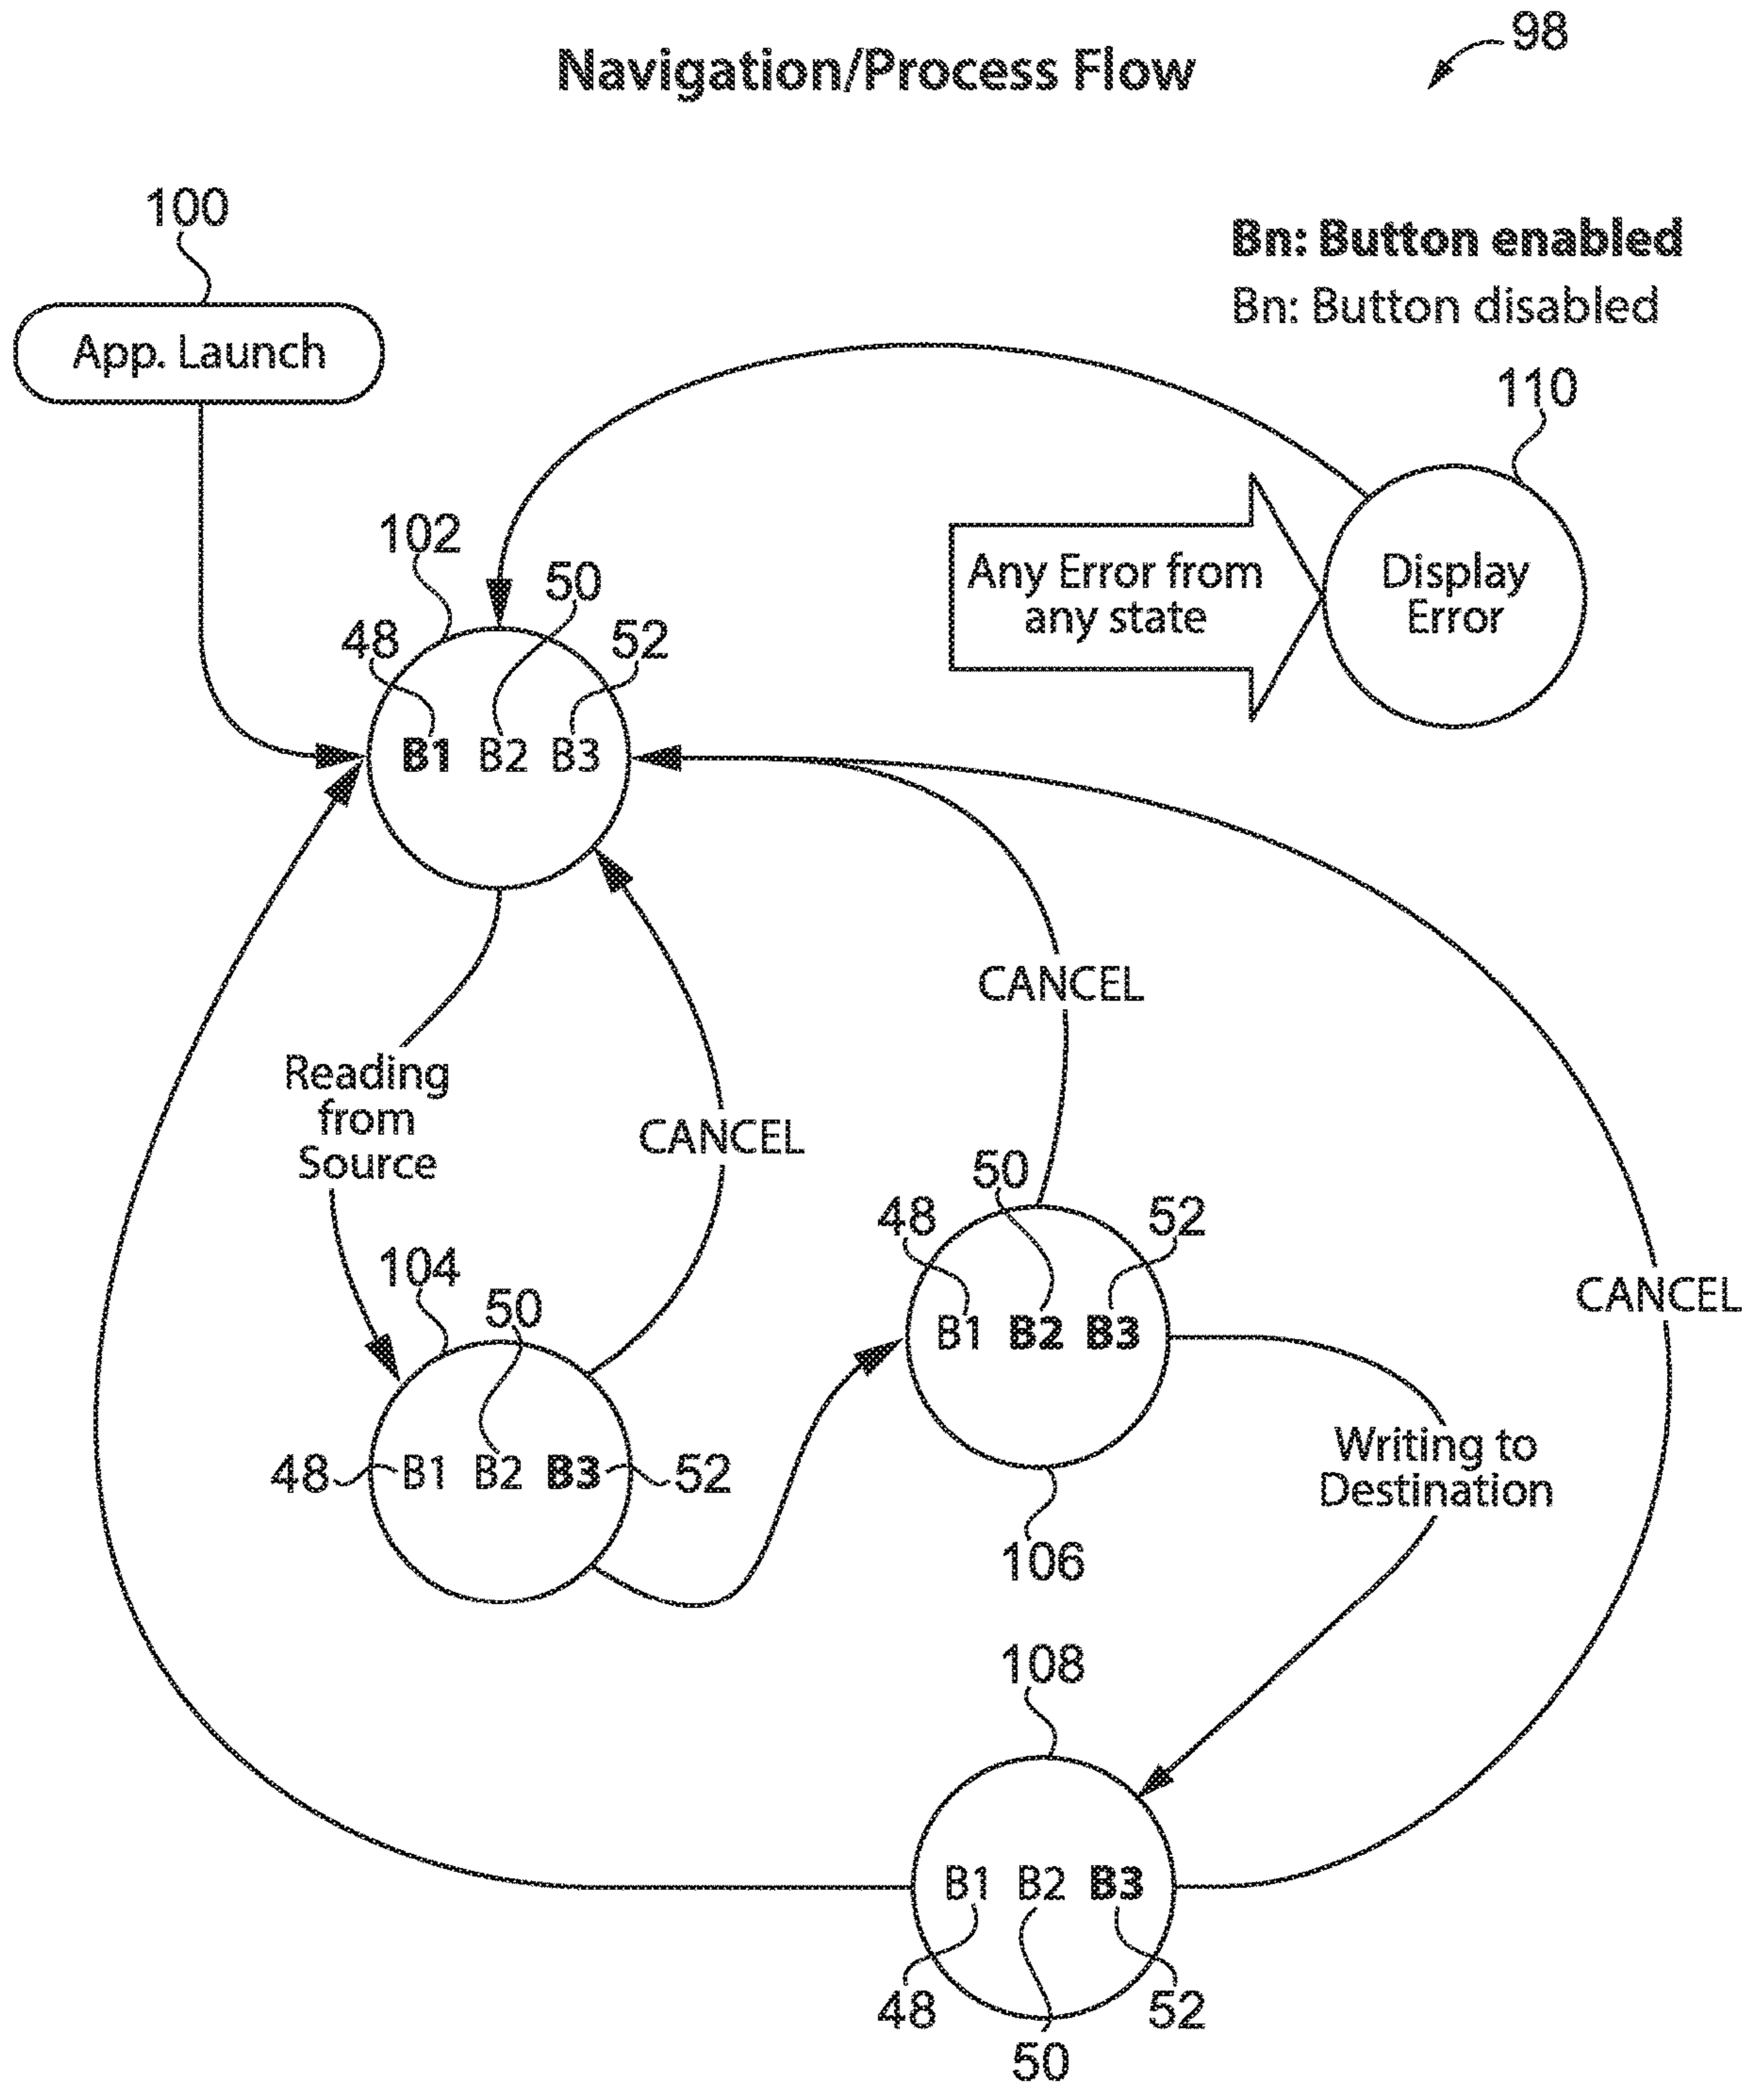 98
Navigation/Process Flow
100
Bn: Button enabled
Bn: Button disabled
App. Launch
110
102
50
48
52
Any Error from
any state
Display
Error
B1 B2 B3
CANCEL
Reading
from
Source
CANCEL
50
48
52
104
50
CANCEL
B1 B2 B3
48
B1 B2 B3
52
Writing to
Destination
106
108
B1 B2 B3
48
52
50